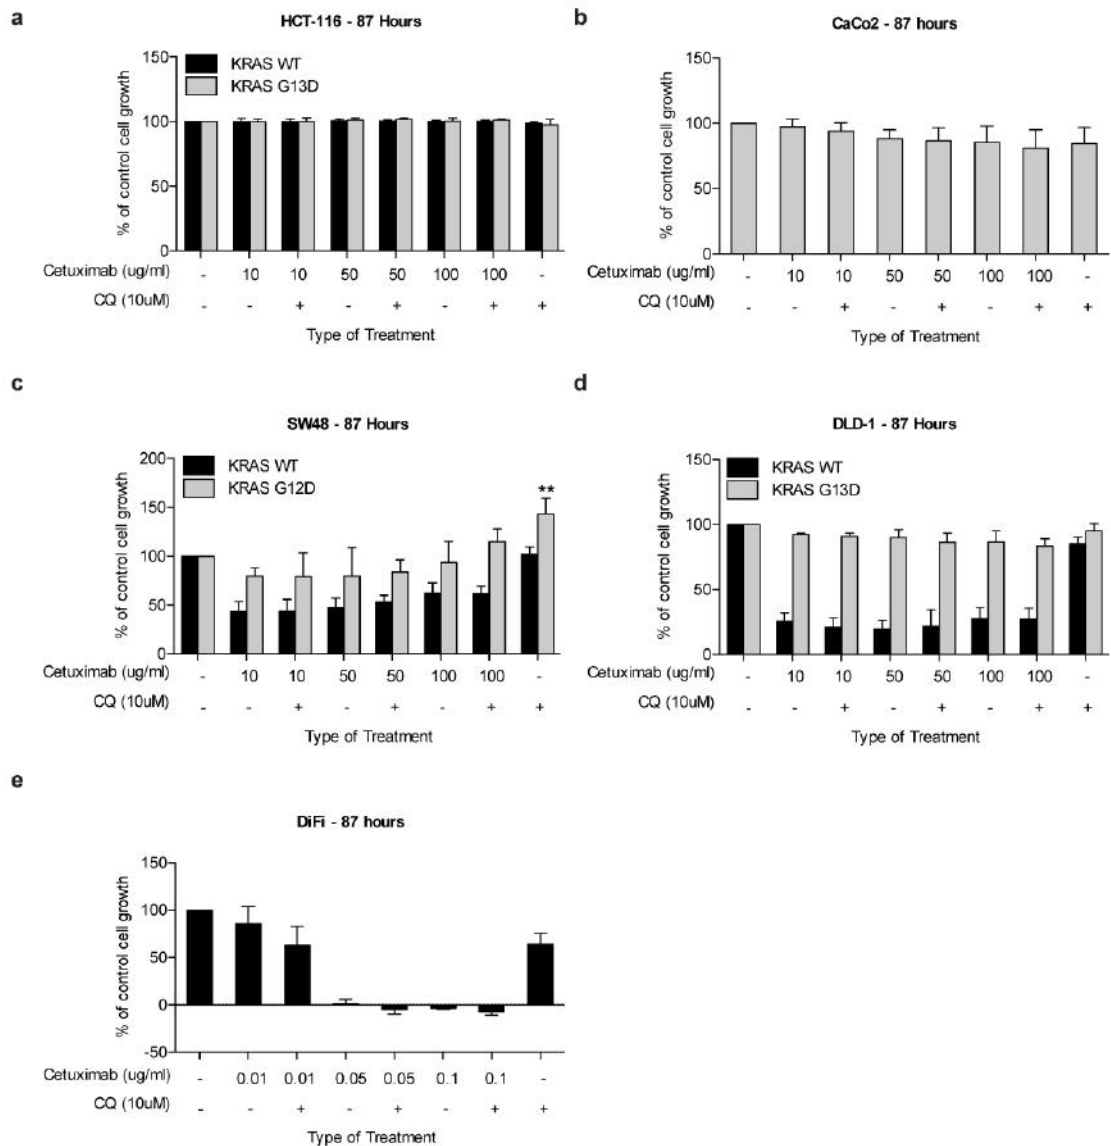 a
HCT-116 - 87 Hours
KRAS WT
KRAS G13D
% of control cell growth
150
100
50
0
Cetuximab (ug/ml) - 10 10 50 50 100 100 -
CQ (10uM) - - + - + - + +
Type of Treatment
b
CaCo2 - 87 hours
% of control cell growth
150
100
50
0
Cetuximab (ug/ml) - 10 10 50 50 100 100 -
CQ (10uM) - - + - + - + +
Type of Treatment
c
SW48 - 87 Hours
KRAS WT
KRAS G12D
**
% of control cell growth
200
150
100
50
0
Cetuximab (ug/ml) - 10 10 50 50 100 100 -
CQ (10uM) - - + - + - + +
Type of Treatment
d
DLD-1 - 87 Hours
KRAS WT
KRAS G13D
% of control cell growth
150
100
50
0
Cetuximab (ug/ml) - 10 10 50 50 100 100 -
CQ (10uM) - - + - + - + +
Type of Treatment
e
DiFi - 87 hours
% of control cell growth
150
100
50
0
-50
Cetuximab (ug/ml) - 0.01 0.01 0.05 0.05 0.1 0.1 -
CQ (10uM) - - + - + - + +
Type of Treatment